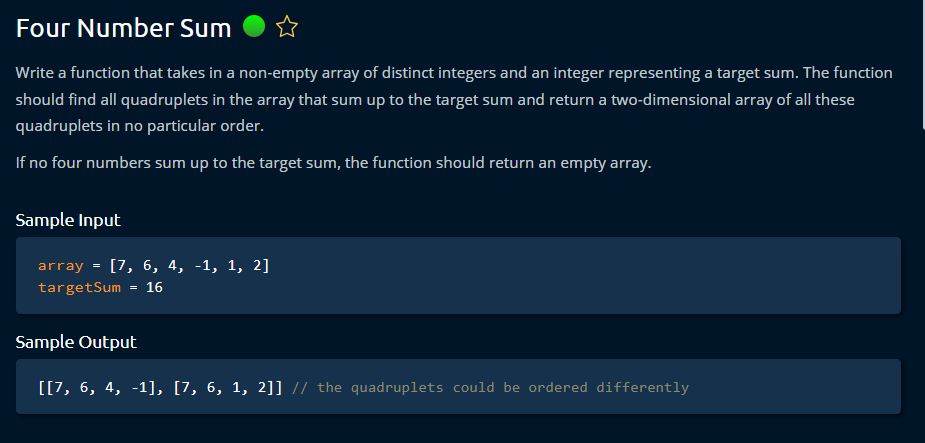 Four Number Sum
Write a function that takes in a non-empty array of distinct integers and an integer representing a target sum. The function
should find all quadruplets in the array that sum up to the target sum and return a two-dimensional array of all these
quadruplets in no particular order.
If no four numbers sum up to the target sum, the function should return an empty array.
Sample Input
array = [7, 6, 4, -1, 1, 2]
targetSum = 16
Sample Output
[[7, 6, 4, -1], [7, 6, 1, 2]] // the quadruplets could be ordered differently